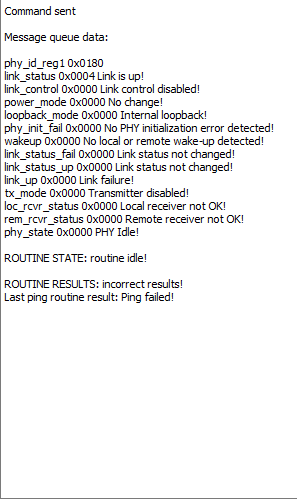 Command sent
Message queue data:
phy_id_reg1 0x0180
link_status 0x0004 Link is up!
link_control 0x0000 Link control disabled!
power_mode 0x0000 No change!
loopback_mode 0x0000 Internal loopback!
phy_init_fail 0x0000 No PHY initialization error detected!
wakeup 0x0000 No local or remote wake-up detected!
link_status_fail 0x0000 Link status not changed!
link_status_up 0x0000 Link status not changed!
link_up 0x0000 Link failure!
tx_mode 0x0000 Transmitter disabled!
loc_rcvr_status 0x0000 Local receiver not OK!
rem_rcvr_status 0x0000 Remote receiver not OK!
phy_state 0x0000 PHY Idle!
ROUTINE STATE: routine idle!
ROUTINE RESULTS: incorrect results!
Last ping routine result: Ping failed!